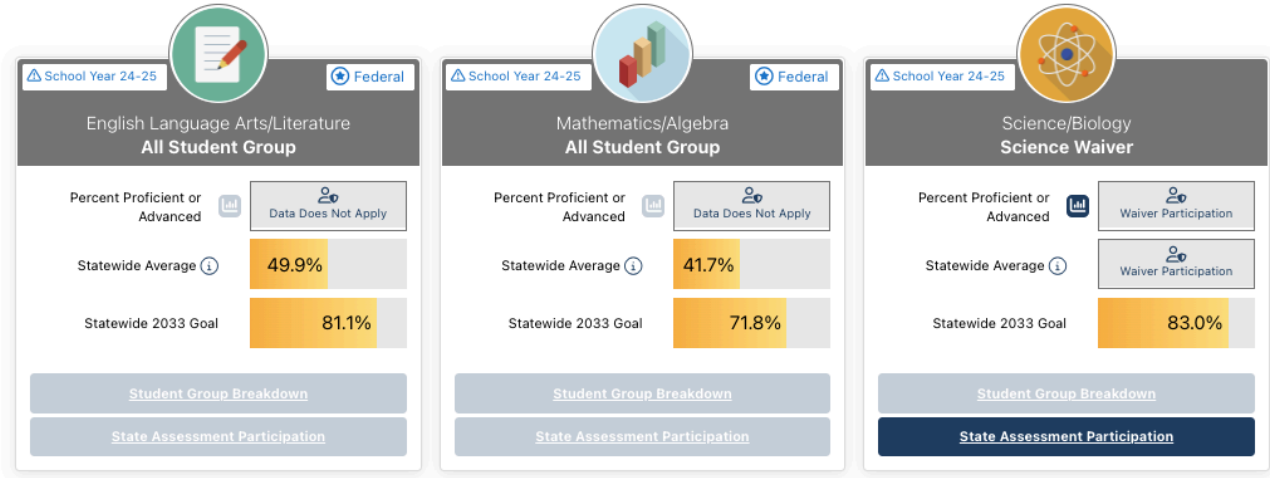 School Year 24-25
Federal
English Language Arts/Literature
All Student Group
Percent Proficient or
Advanced
Data Does Not Apply
Statewide Average
49.9%
Statewide 2033 Goal
81.1%
Student Group Breakdown
State Assessment Participation
School Year 24-25
Federal
Mathematics/Algebra
All Student Group
Percent Proficient or
Advanced
Data Does Not Apply
Statewide Average
41.7%
Statewide 2033 Goal
71.8%
Student Group Breakdown
State Assessment Participation
School Year 24-25
Science/Biology
Science Waiver
Percent Proficient or
Advanced
Waiver Participation
Statewide Average
Waiver Participation
Statewide 2033 Goal
83.0%
Student Group Breakdown
State Assessment Participation